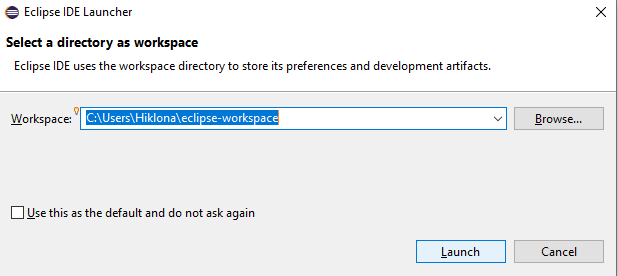 Eclipse IDE Launcher
Select a directory as workspace
Eclipse IDE uses the workspace directory to store its preferences and development artifacts.
Workspace: C:\Users\Hiklona\eclipse-workspace Browse...
Use this as the default and do not ask again
Launch Cancel